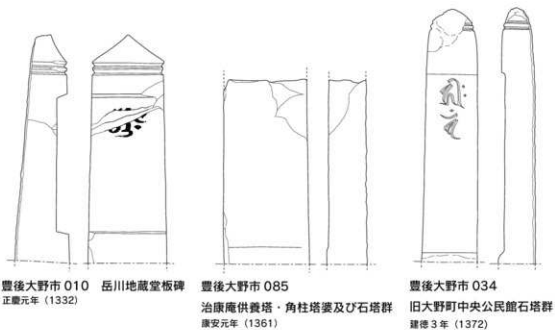 豊後大野市 010　岳川地蔵堂板碑
正慶元年（1332）
豊後大野市 085
治康庵供養塔・角柱塔婆及び石塔群
康安元年（1361）
豊後大野市 034
旧大野町中央公民館石塔群
建徳３年（1372）